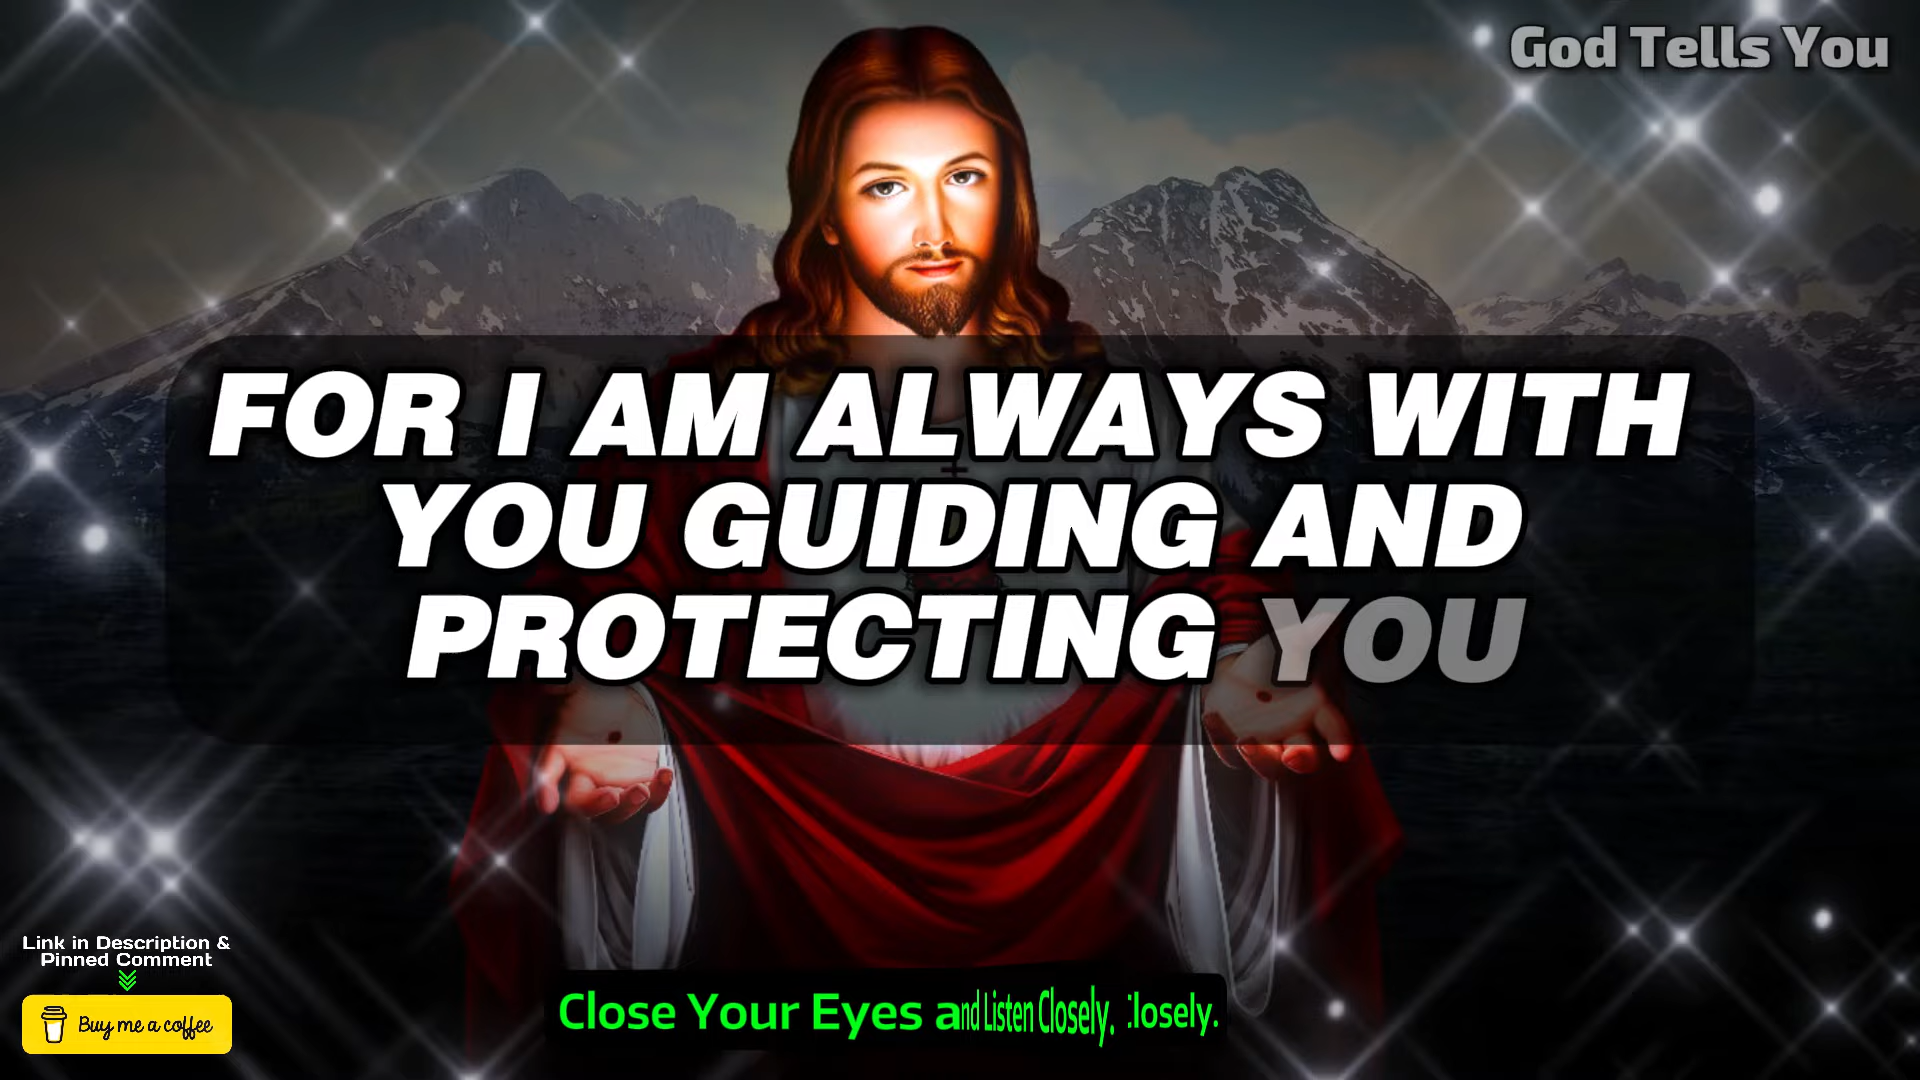 God Tells You
FOR I AM ALWAYS WITH
YOU GUIDING AND
PROTECTING YOU
Link in Description &
Pinned Comment
Buy me a coffee
Close Your Eyes and Listen Closely. losely.